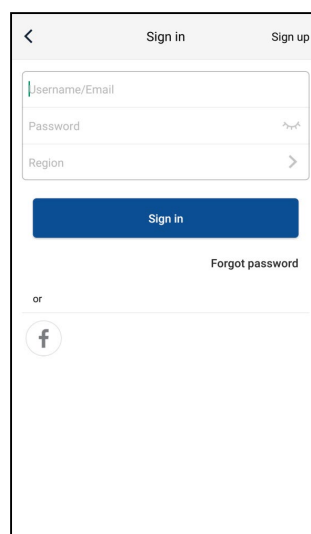 Sign in
Sign up
Username/Email
Password
Region
Sign in
Forgot password
or